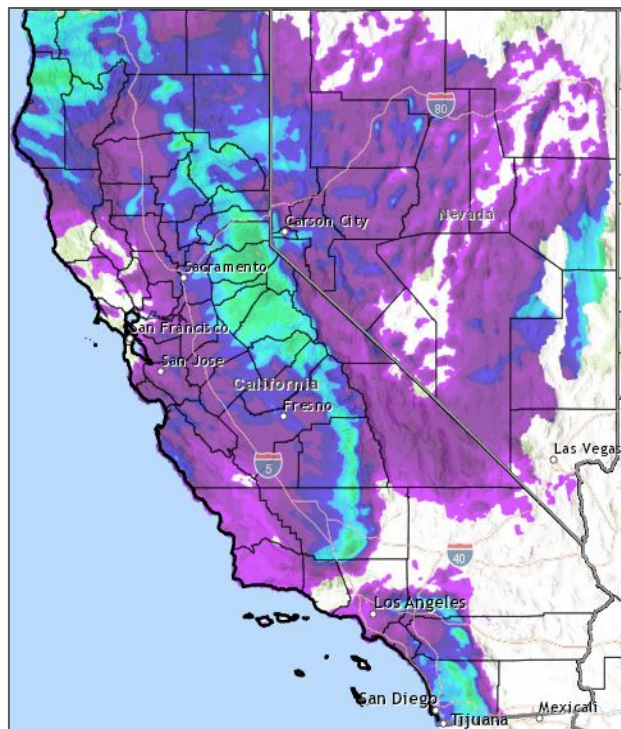 80
Carson City
Nevada
Sacramento
San Francisco
San Jose
California
Fresno
5
Las Vegas
40
Los Angeles
San Diego
Tijuana
Mexicali